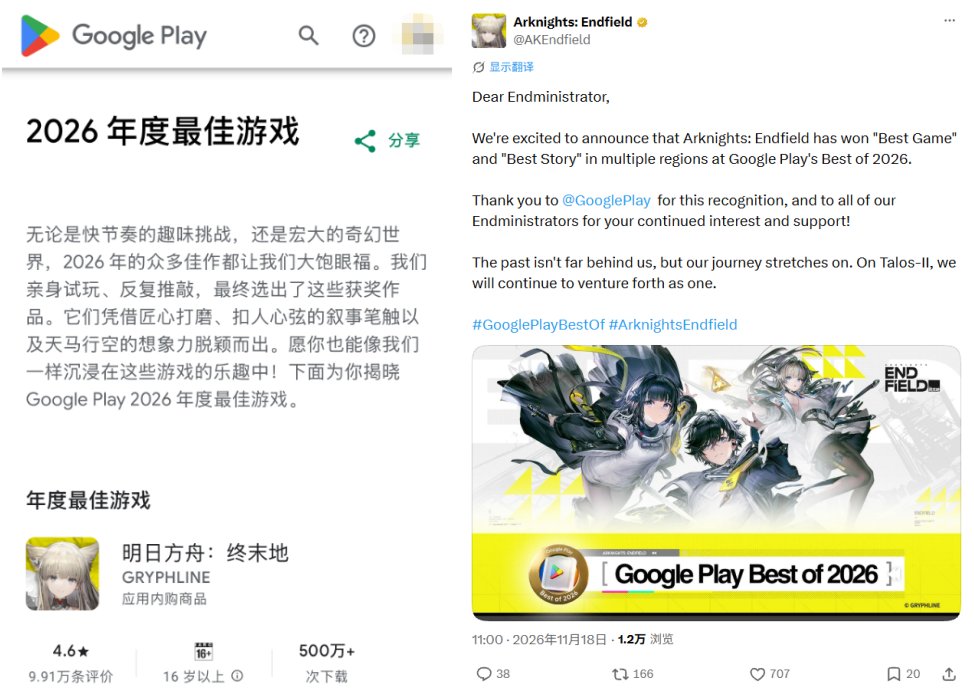 Google Play
2026 年度最佳游戏
分享
无论是快节奏的趣味挑战，还是宏大的奇幻世
界，2026 年的众多佳作都让我们大饱眼福。我们
亲身试玩、反复推敲，最终选出了这些获奖作
品。它们凭借匠心打磨、扣人心弦的叙事笔触以
及天马行空的想象力脱颖而出。愿你也能像我们
一样沉浸在这些游戏的乐趣中！下面为你揭晓
Google Play 2026 年度最佳游戏。
年度最佳游戏
明日方舟：终末地
GRYPHLINE
应用内购商品
4.6★
9.91万条评价
16+
16 岁以上
500万+
次下载
Arknights: Endfield
@AKEndfield
显示翻译
Dear Endministrator,
We're excited to announce that Arknights: Endfield has won "Best Game"
and "Best Story" in multiple regions at Google Play's Best of 2026.
Thank you to @GooglePlay for this recognition, and to all of our
Endministrators for your continued interest and support!
The past isn't far behind us, but our journey stretches on. On Talos-II, we
will continue to venture forth as one.
#GooglePlayBestOf #ArknightsEndfield
END
FIELD
ARKNIGHTS ENDFIELD
Google Play
Best of 2026
[ Google Play Best of 2026 ]
© GRYPHLINE
11:00 · 2026年11月18日 · 1.2万 浏览
38
166
707
20